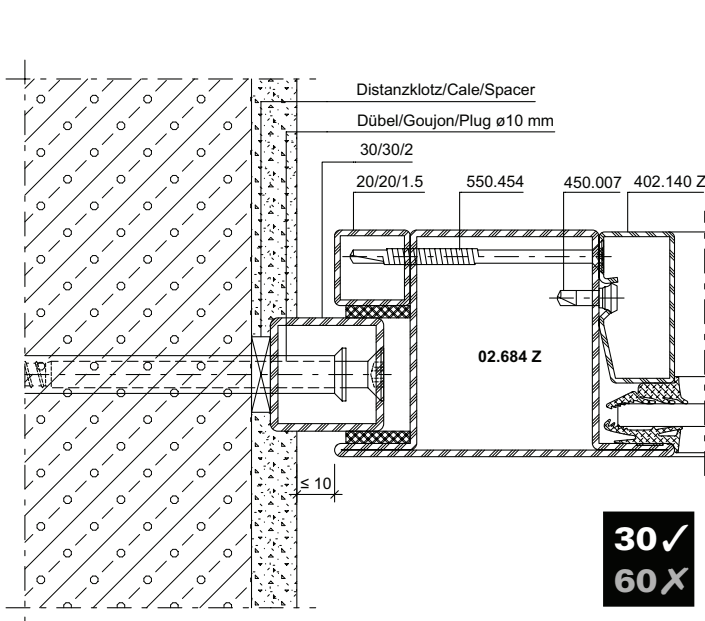 Distanzklotz/Cale/Spacer
Dübel/Goujon/Plug ø10 mm
30/30/2
20/20/1.5 550.454 450.007 402.140 Z
02.684 Z
≤ 10
30✓
60✗